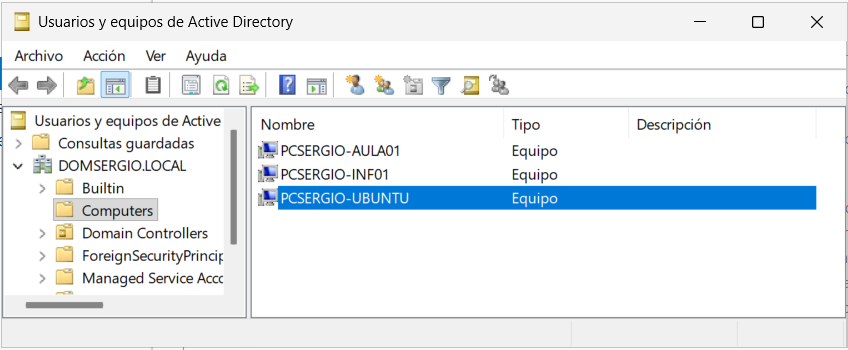 Usuarios y equipos de Active Directory
Archivo Acción Ver Ayuda
Usuarios y equipos de Active
Consultas guardadas
DOMSERGIO.LOCAL
Builtin
Computers
Domain Controllers
ForeignSecurityPrincip
Managed Service Acco
Nombre Tipo Descripción
PCSERGIO-AULA01 Equipo
PCSERGIO-INF01 Equipo
PCSERGIO-UBUNTU Equipo